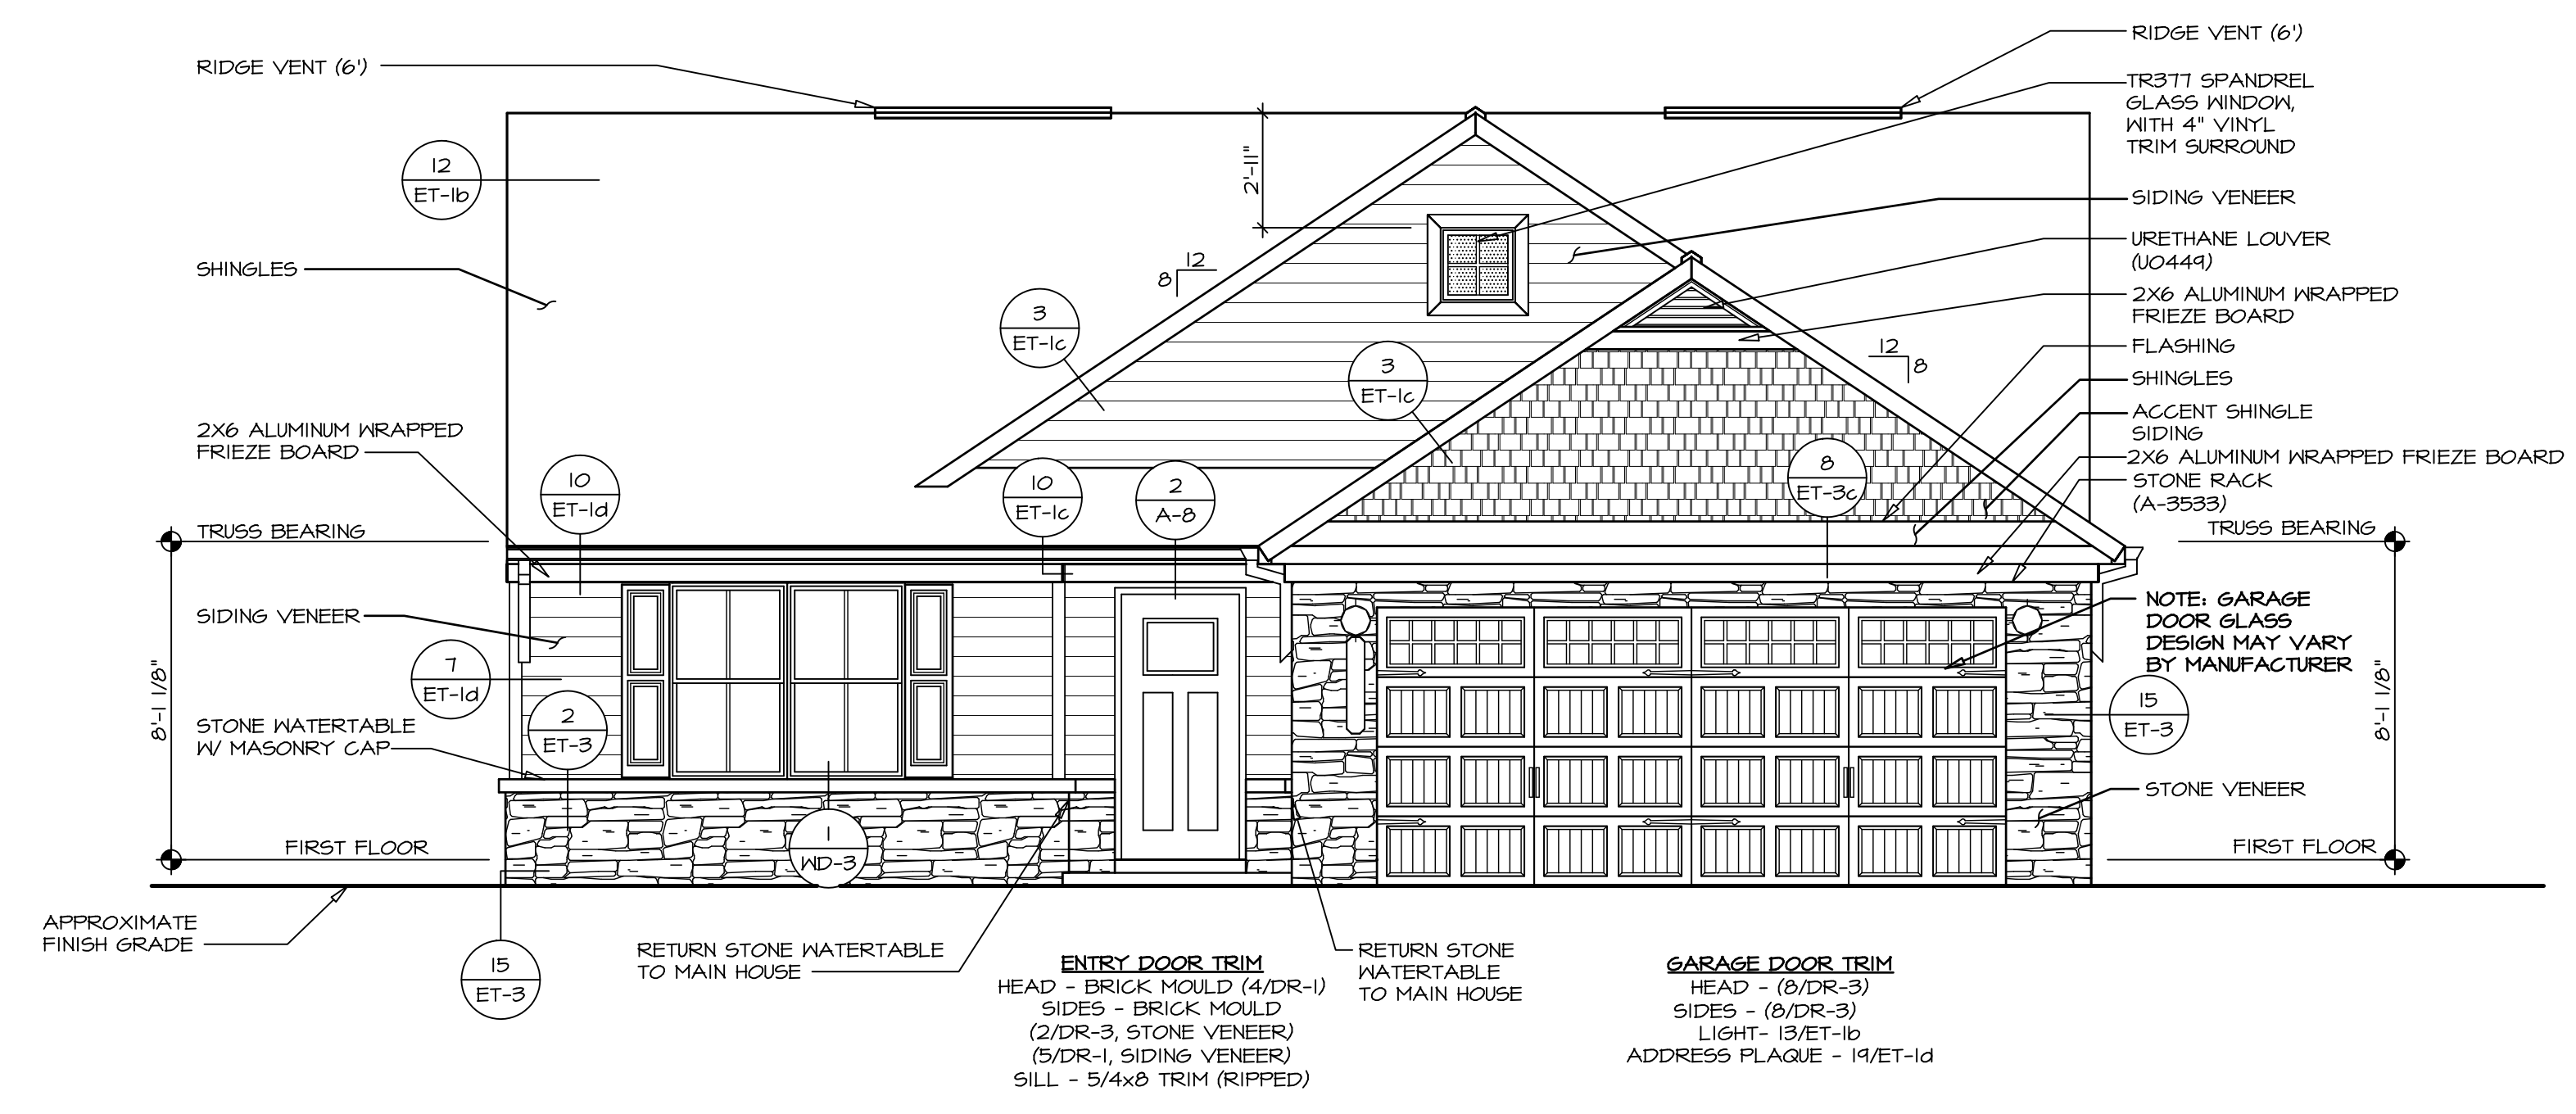 RIDGE VENT (6')
12
ET-1b
SHINGLES
2X6 ALUMINUM WRAPPED
FRIEZE BOARD
10
ET-1d
TRUSS BEARING
SIDING VENEER
7
ET-1d
8'-1 1/8"
2
ET-3
STONE WATERTABLE
W/ MASONRY CAP
FIRST FLOOR
1
WD-3
APPROXIMATE
FINISH GRADE
15
ET-3
RETURN STONE WATERTABLE
TO MAIN HOUSE
2'-11"
12
8
3
ET-1c
3
ET-1c
10
ET-1c
2
A-8
8
ET-3c
12
8
ENTRY DOOR TRIM
HEAD - BRICK MOULD (4/DR-1)
SIDES - BRICK MOULD
(2/DR-3, STONE VENEER)
(5/DR-1, SIDING VENEER)
SILL - 5/4x8 TRIM (RIPPED)
RETURN STONE
WATERTABLE
TO MAIN HOUSE
GARAGE DOOR TRIM
HEAD - (8/DR-3)
SIDES - (8/DR-3)
LIGHT- 13/ET-1b
ADDRESS PLAQUE - 19/ET-1d
RIDGE VENT (6')
TR377 SPANDREL
GLASS WINDOW,
WITH 4" VINYL
TRIM SURROUND
SIDING VENEER
URETHANE LOUVER
(U0449)
2X6 ALUMINUM WRAPPED
FRIEZE BOARD
FLASHING
SHINGLES
ACCENT SHINGLE
SIDING
2X6 ALUMINUM WRAPPED FRIEZE BOARD
STONE RACK
(A-3533)
TRUSS BEARING
NOTE: GARAGE
DOOR GLASS
DESIGN MAY VARY
BY MANUFACTURER
15
ET-3
8'-1 1/8"
STONE VENEER
FIRST FLOOR